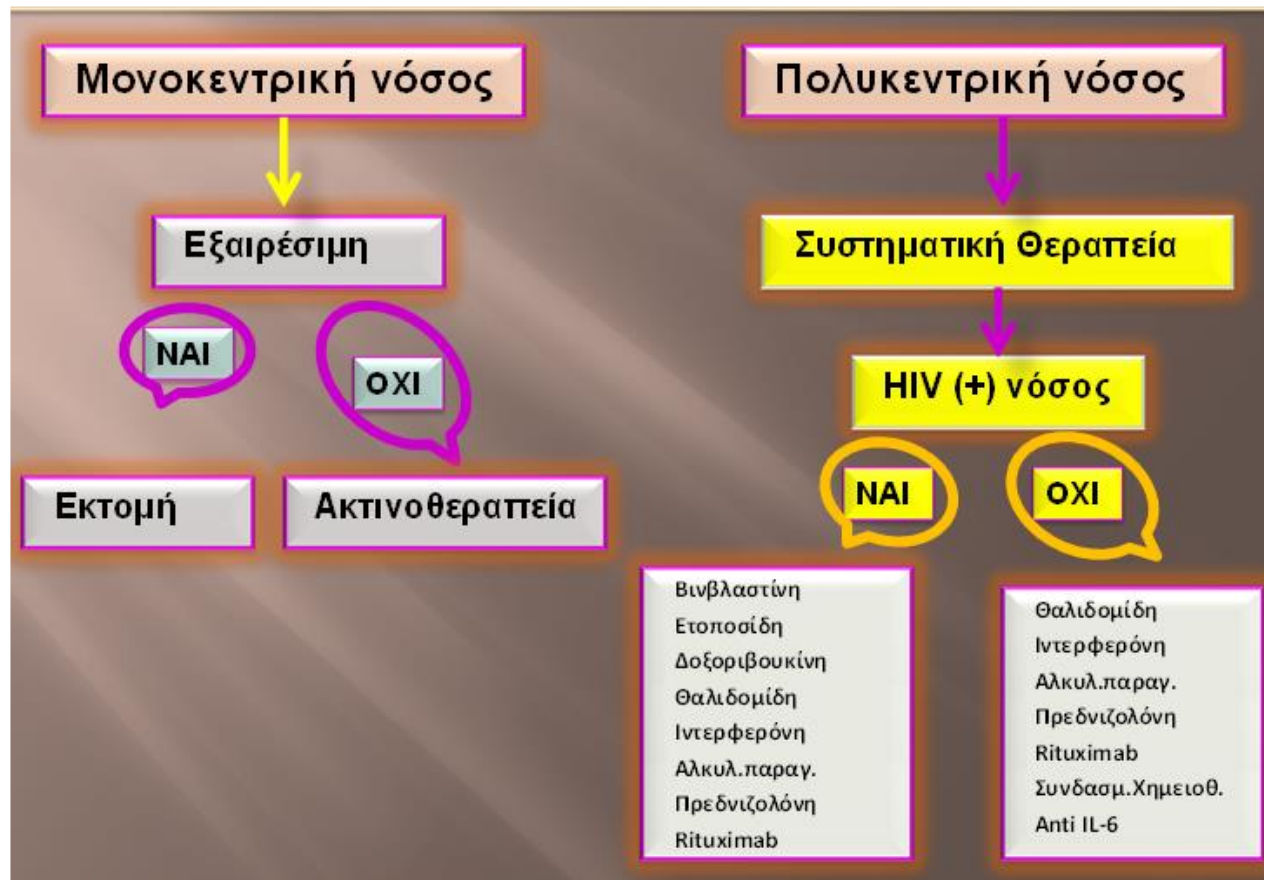 Μονοκεντρική νόσος
Εξαιρέσιμη
ΝΑΙ
ΟΧΙ
Εκτομή
Ακτινοθεραπεία
Πολυκεντρική νόσος
Συστηματική Θεραπεία
HIV (+) νόσος
ΝΑΙ
ΟΧΙ
Βινβλαστίνη
Ετοποσίδη
Δοξοριβουκίνη
Θαλιδομίδη
Ιντερφερόνη
Αλκυλ.παραγ.
Πρεδνιζολόνη
Rituximab
Θαλιδομίδη
Ιντερφερόνη
Αλκυλ.παραγ.
Πρεδνιζολόνη
Rituximab
Συνδασμ.Χημειοθ.
Anti IL-6